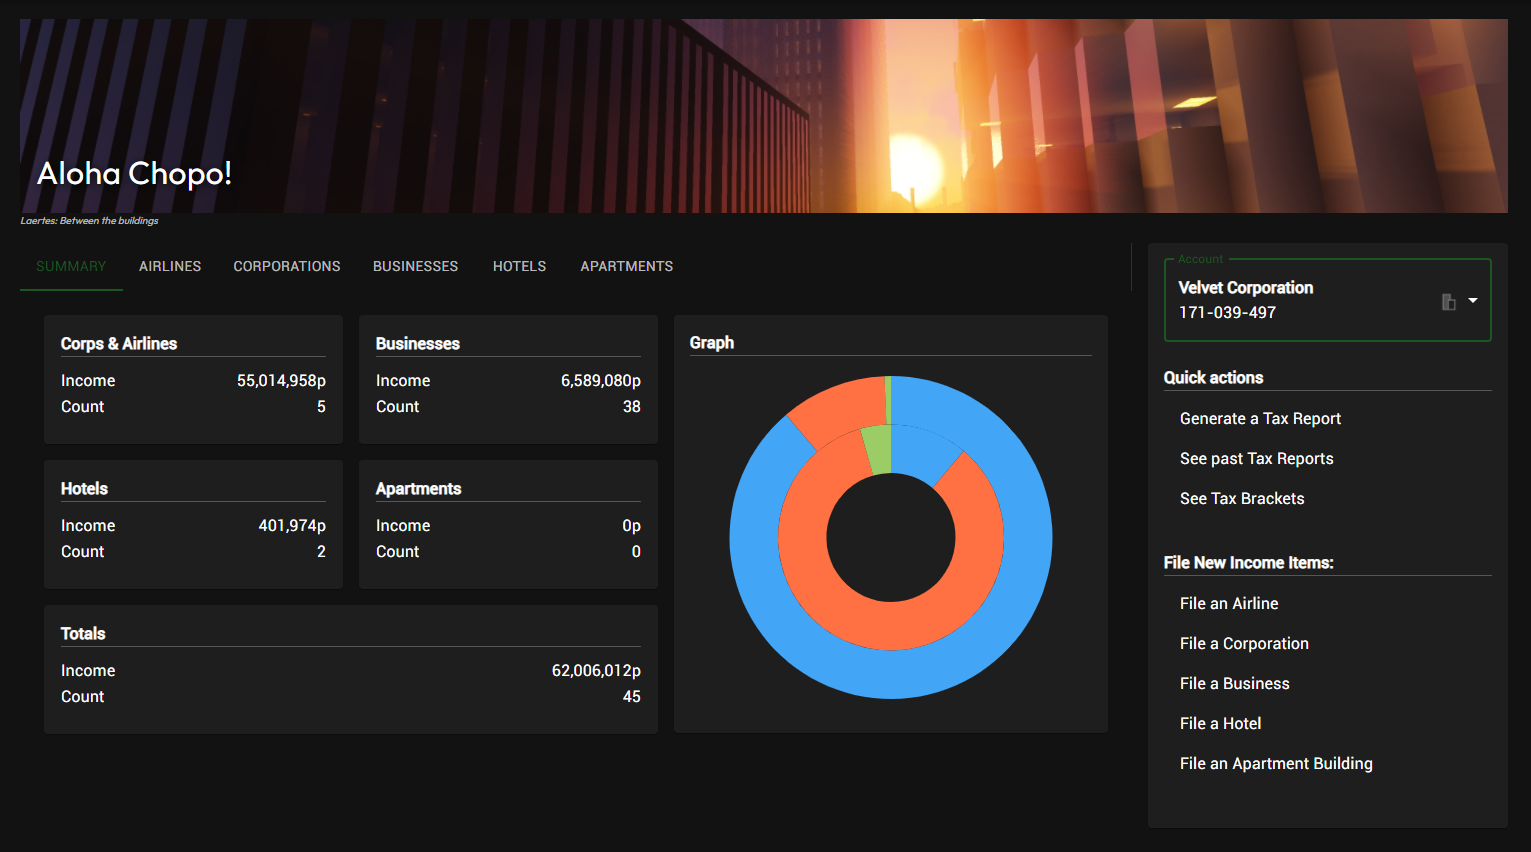 Aloha Chopo!
Laertes: Between the buildings
SUMMARY AIRLINES CORPORATIONS BUSINESSES HOTELS APARTMENTS
Corps & Airlines
Income 55,014,958p
Count 5
Businesses
Income 6,589,080p
Count 38
Hotels
Income 401,974p
Count 2
Apartments
Income 0p
Count 0
Totals
Income 62,006,012p
Count 45
Graph
Account
Velvet Corporation
171-039-497
Quick actions
Generate a Tax Report
See past Tax Reports
See Tax Brackets
File New Income Items:
File an Airline
File a Corporation
File a Business
File a Hotel
File an Apartment Building